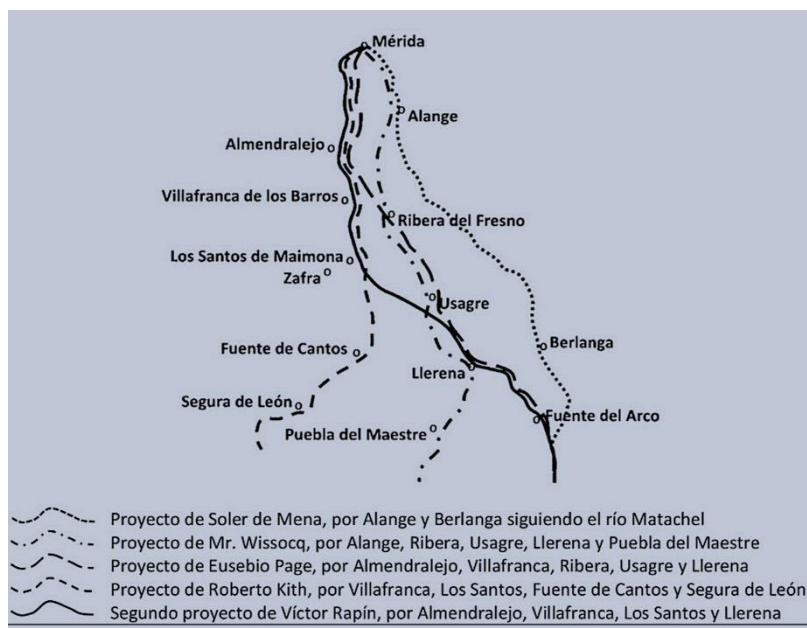 Mérida
Alange
Almendralejo
Villafranca de los Barros
Ribera del Fresno
Los Santos de Maimona
Zafra
Usagre
Fuente de Cantos
Berlanga
Llerena
Segura de León
Fuente del Arco
Puebla del Maestre
Proyecto de Soler de Mena, por Alange y Berlanga siguiendo el río Matachel
Proyecto de Mr. Wissocq, por Alange, Ribera, Usagre, Llerena y Puebla del Maestre
Proyecto de Eusebio Page, por Almendralejo, Villafranca, Ribera, Usagre y Llerena
Proyecto de Roberto Kith, por Villafranca, Los Santos, Fuente de Cantos y Segura de León
Segundo proyecto de Víctor Rapín, por Almendralejo, Villafranca, Los Santos y Llerena